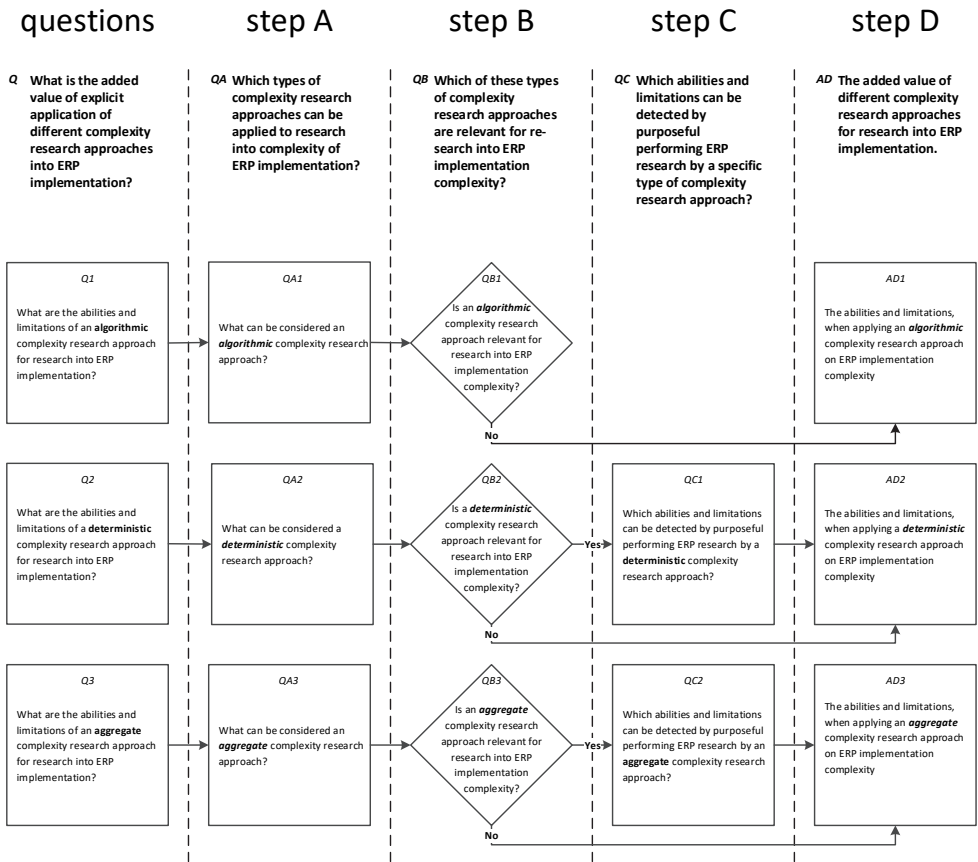 questions
step A
step B
step C
step D
Q What is the added
value of explicit
application of
different complexity
research approaches
into ERP
implementation?
QA Which types of
complexity research
approaches can be
applied to research
into complexity of
ERP implementation?
QB Which of these types
of complexity
research approaches
are relevant for re-
search into ERP
implementation
complexity?
QC Which abilities and
limitations can be
detected by
purposeful
performing ERP
research by a specific
type of complexity
research approach?
AD The added value of
different complexity
research approaches
for research into ERP
implementation.
Q1
What are the abilities and
limitations of an algorithmic
complexity research approach
for research into ERP
implementation?
QA1
What can be considered an
algorithmic complexity research
approach?
QB1
Is an algorithmic
complexity research
approach relevant for
research into ERP
implementation
complexity?
No
AD1
The abilities and limitations,
when applying an algorithmic
complexity research approach
on ERP implementation
complexity
Q2
What are the abilities and
limitations of a deterministic
complexity research approach
for research into ERP
implementation?
QA2
What can be considered a
deterministic complexity
research approach?
QB2
Is a deterministic
complexity research
approach relevant for
research into ERP
implementation
complexity?
Yes
No
QC1
Which abilities and limitations
can be detected by purposeful
performing ERP research by a
deterministic complexity
research approach?
AD2
The abilities and limitations,
when applying a deterministic
complexity research approach
on ERP implementation
complexity
Q3
What are the abilities and
limitations of an aggregate
complexity research approach
for research into ERP
implementation?
QA3
What can be considered an
aggregate complexity research
approach?
QB3
Is an aggregate
complexity research
approach relevant for
research into ERP
implementation
complexity?
Yes
No
QC2
Which abilities and limitations
can be detected by purposeful
performing ERP research by an
aggregate complexity research
approach?
AD3
The abilities and limitations,
when applying an aggregate
complexity research approach
on ERP implementation
complexity